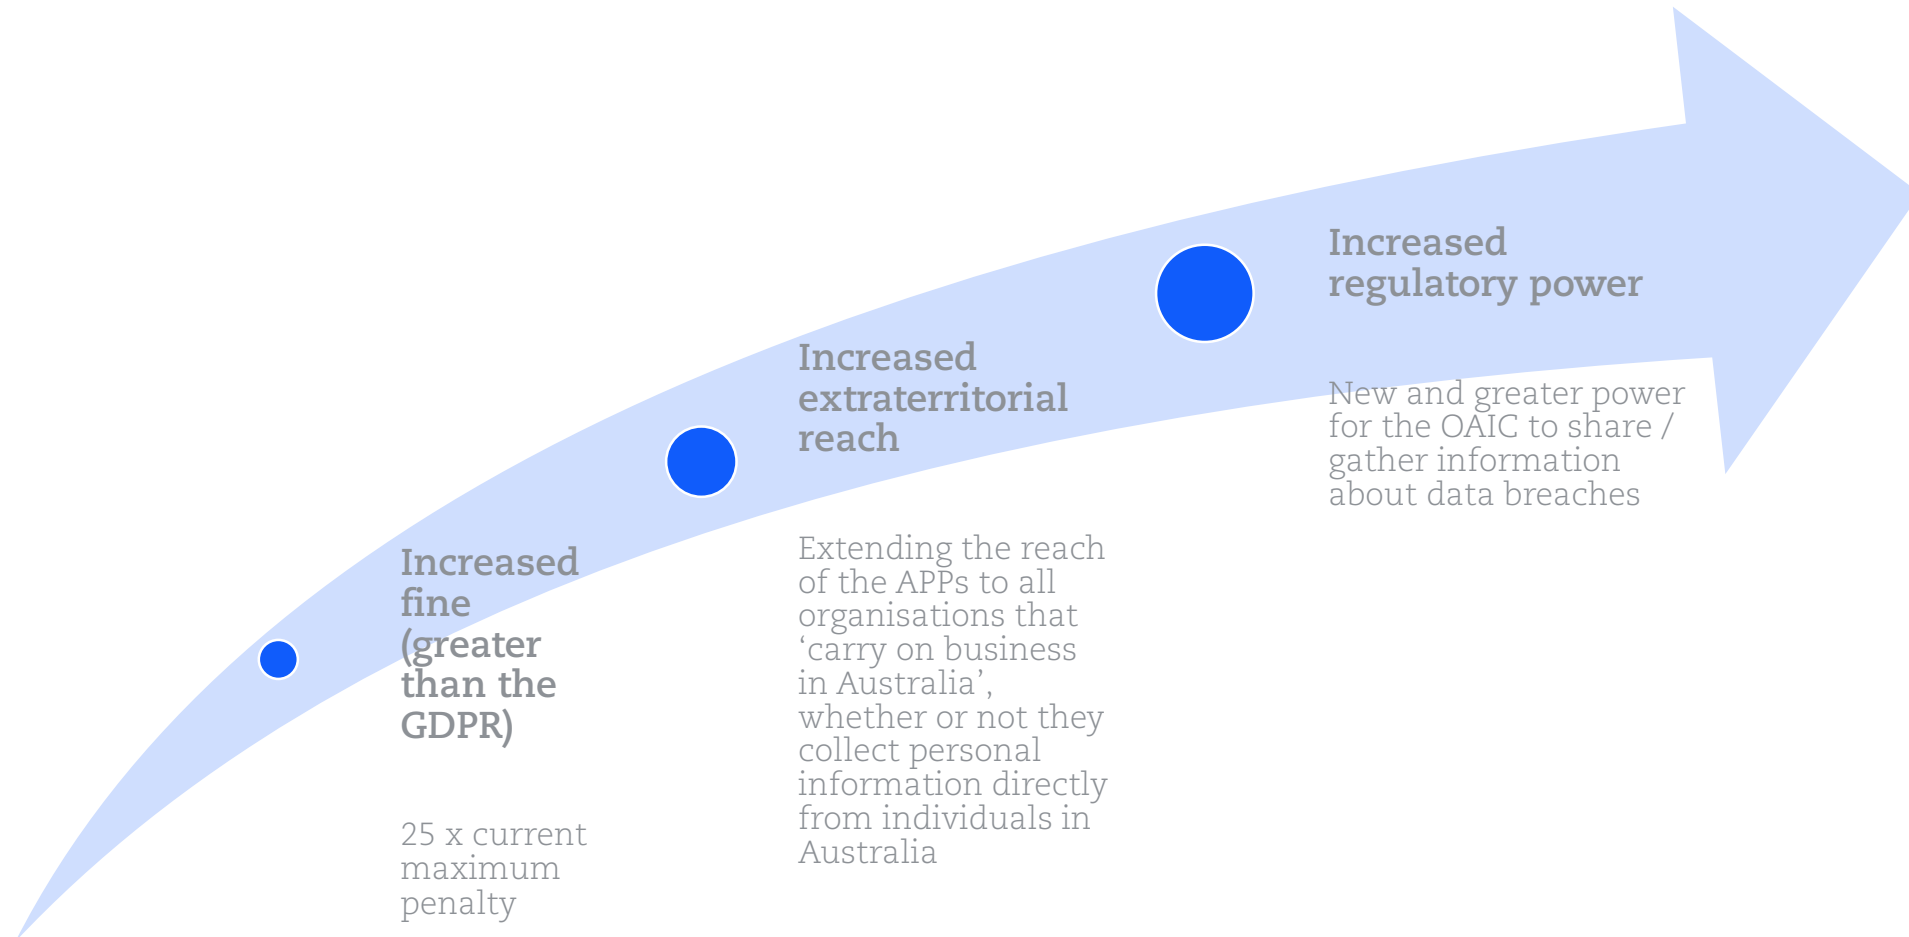 Increased
fine
(greater
than the
GDPR)
25 x current
maximum
penalty
Increased
extraterritorial
reach
Extending the reach
of the APPs to all
organisations that
‘carry on business
in Australia’,
whether or not they
collect personal
information directly
from individuals in
Australia
Increased
regulatory power
New and greater power
for the OAIC to share /
gather information
about data breaches